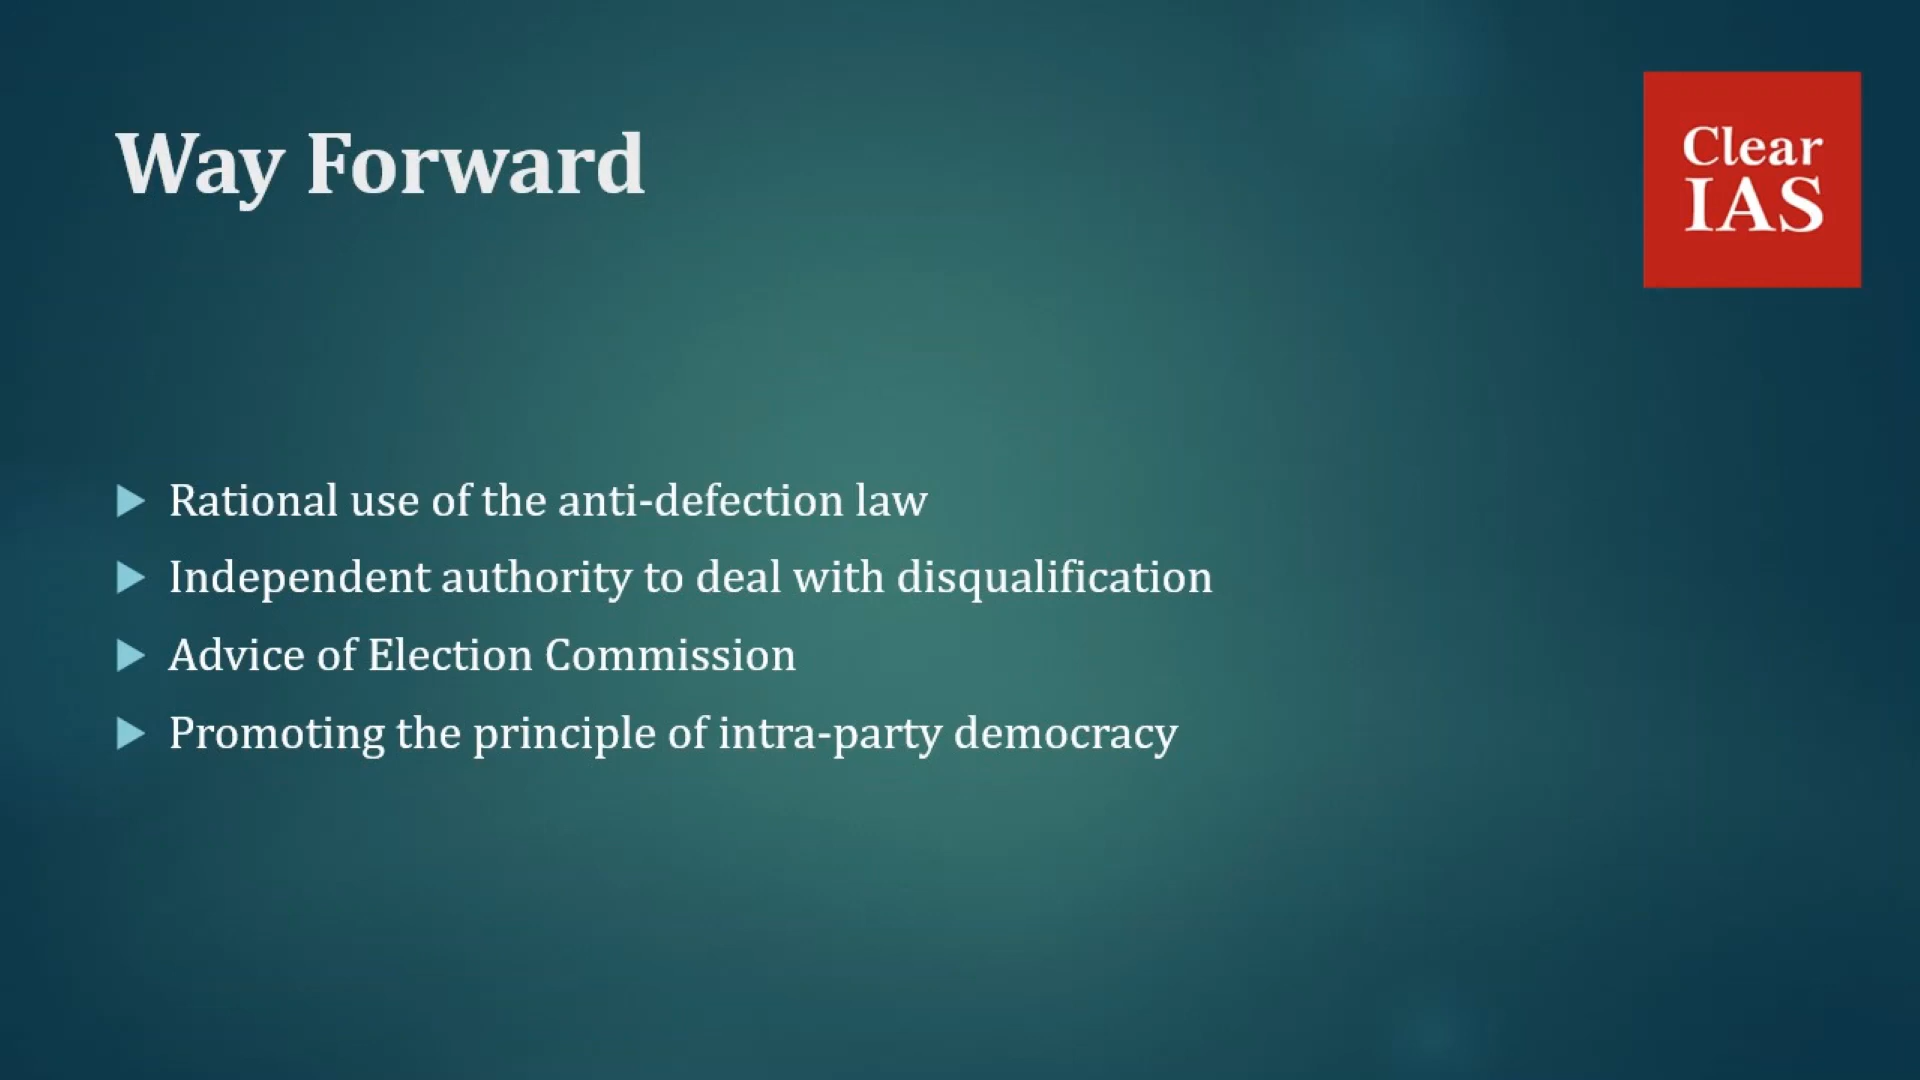 Way Forward
Clear
IAS
Rational use of the anti-defection law
Independent authority to deal with disqualification
Advice of Election Commission
Promoting the principle of intra-party democracy